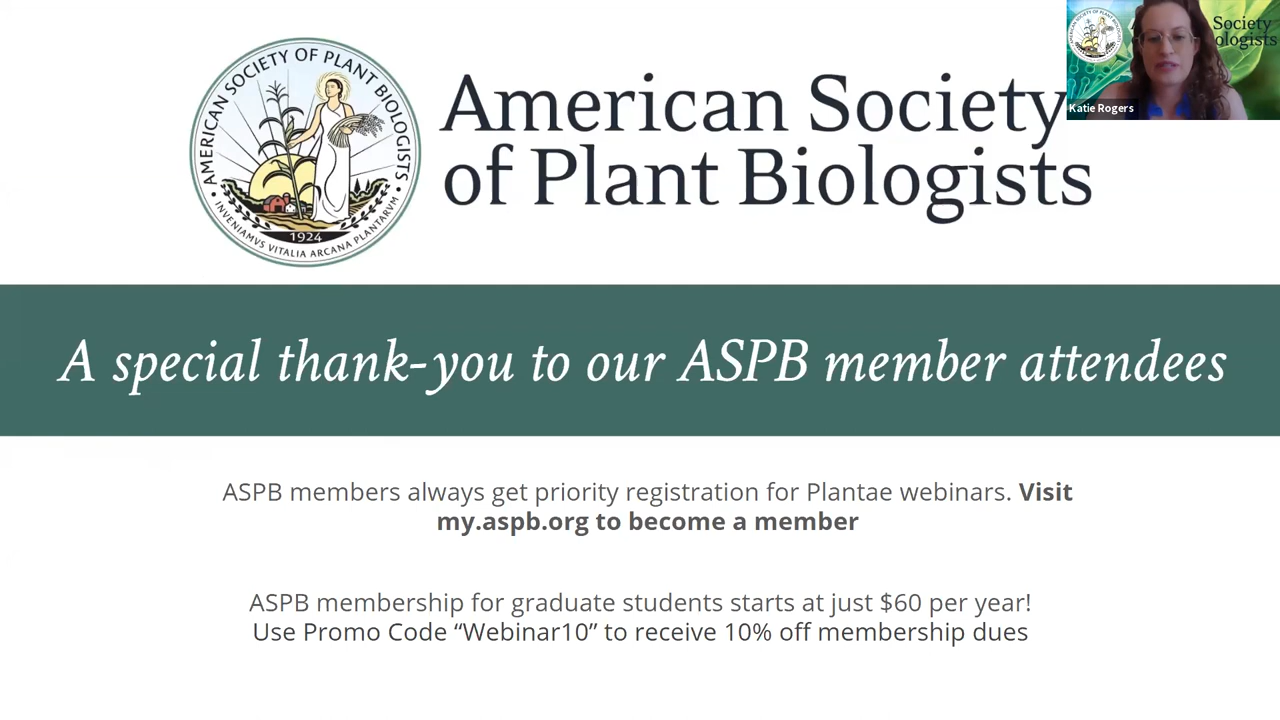 AMERICAN SOCIETY OF PLANT BIOLOGISTS
INVENIAMVS VITALIA ARCANA PLANTARVM
1924
American Society
of Plant Biologists
Society
ologists
Katie Rogers
A special thank-you to our ASPB member attendees
ASPB members always get priority registration for Plantae webinars. Visit
my.aspb.org to become a member
ASPB membership for graduate students starts at just $60 per year!
Use Promo Code “Webinar10” to receive 10% off membership dues